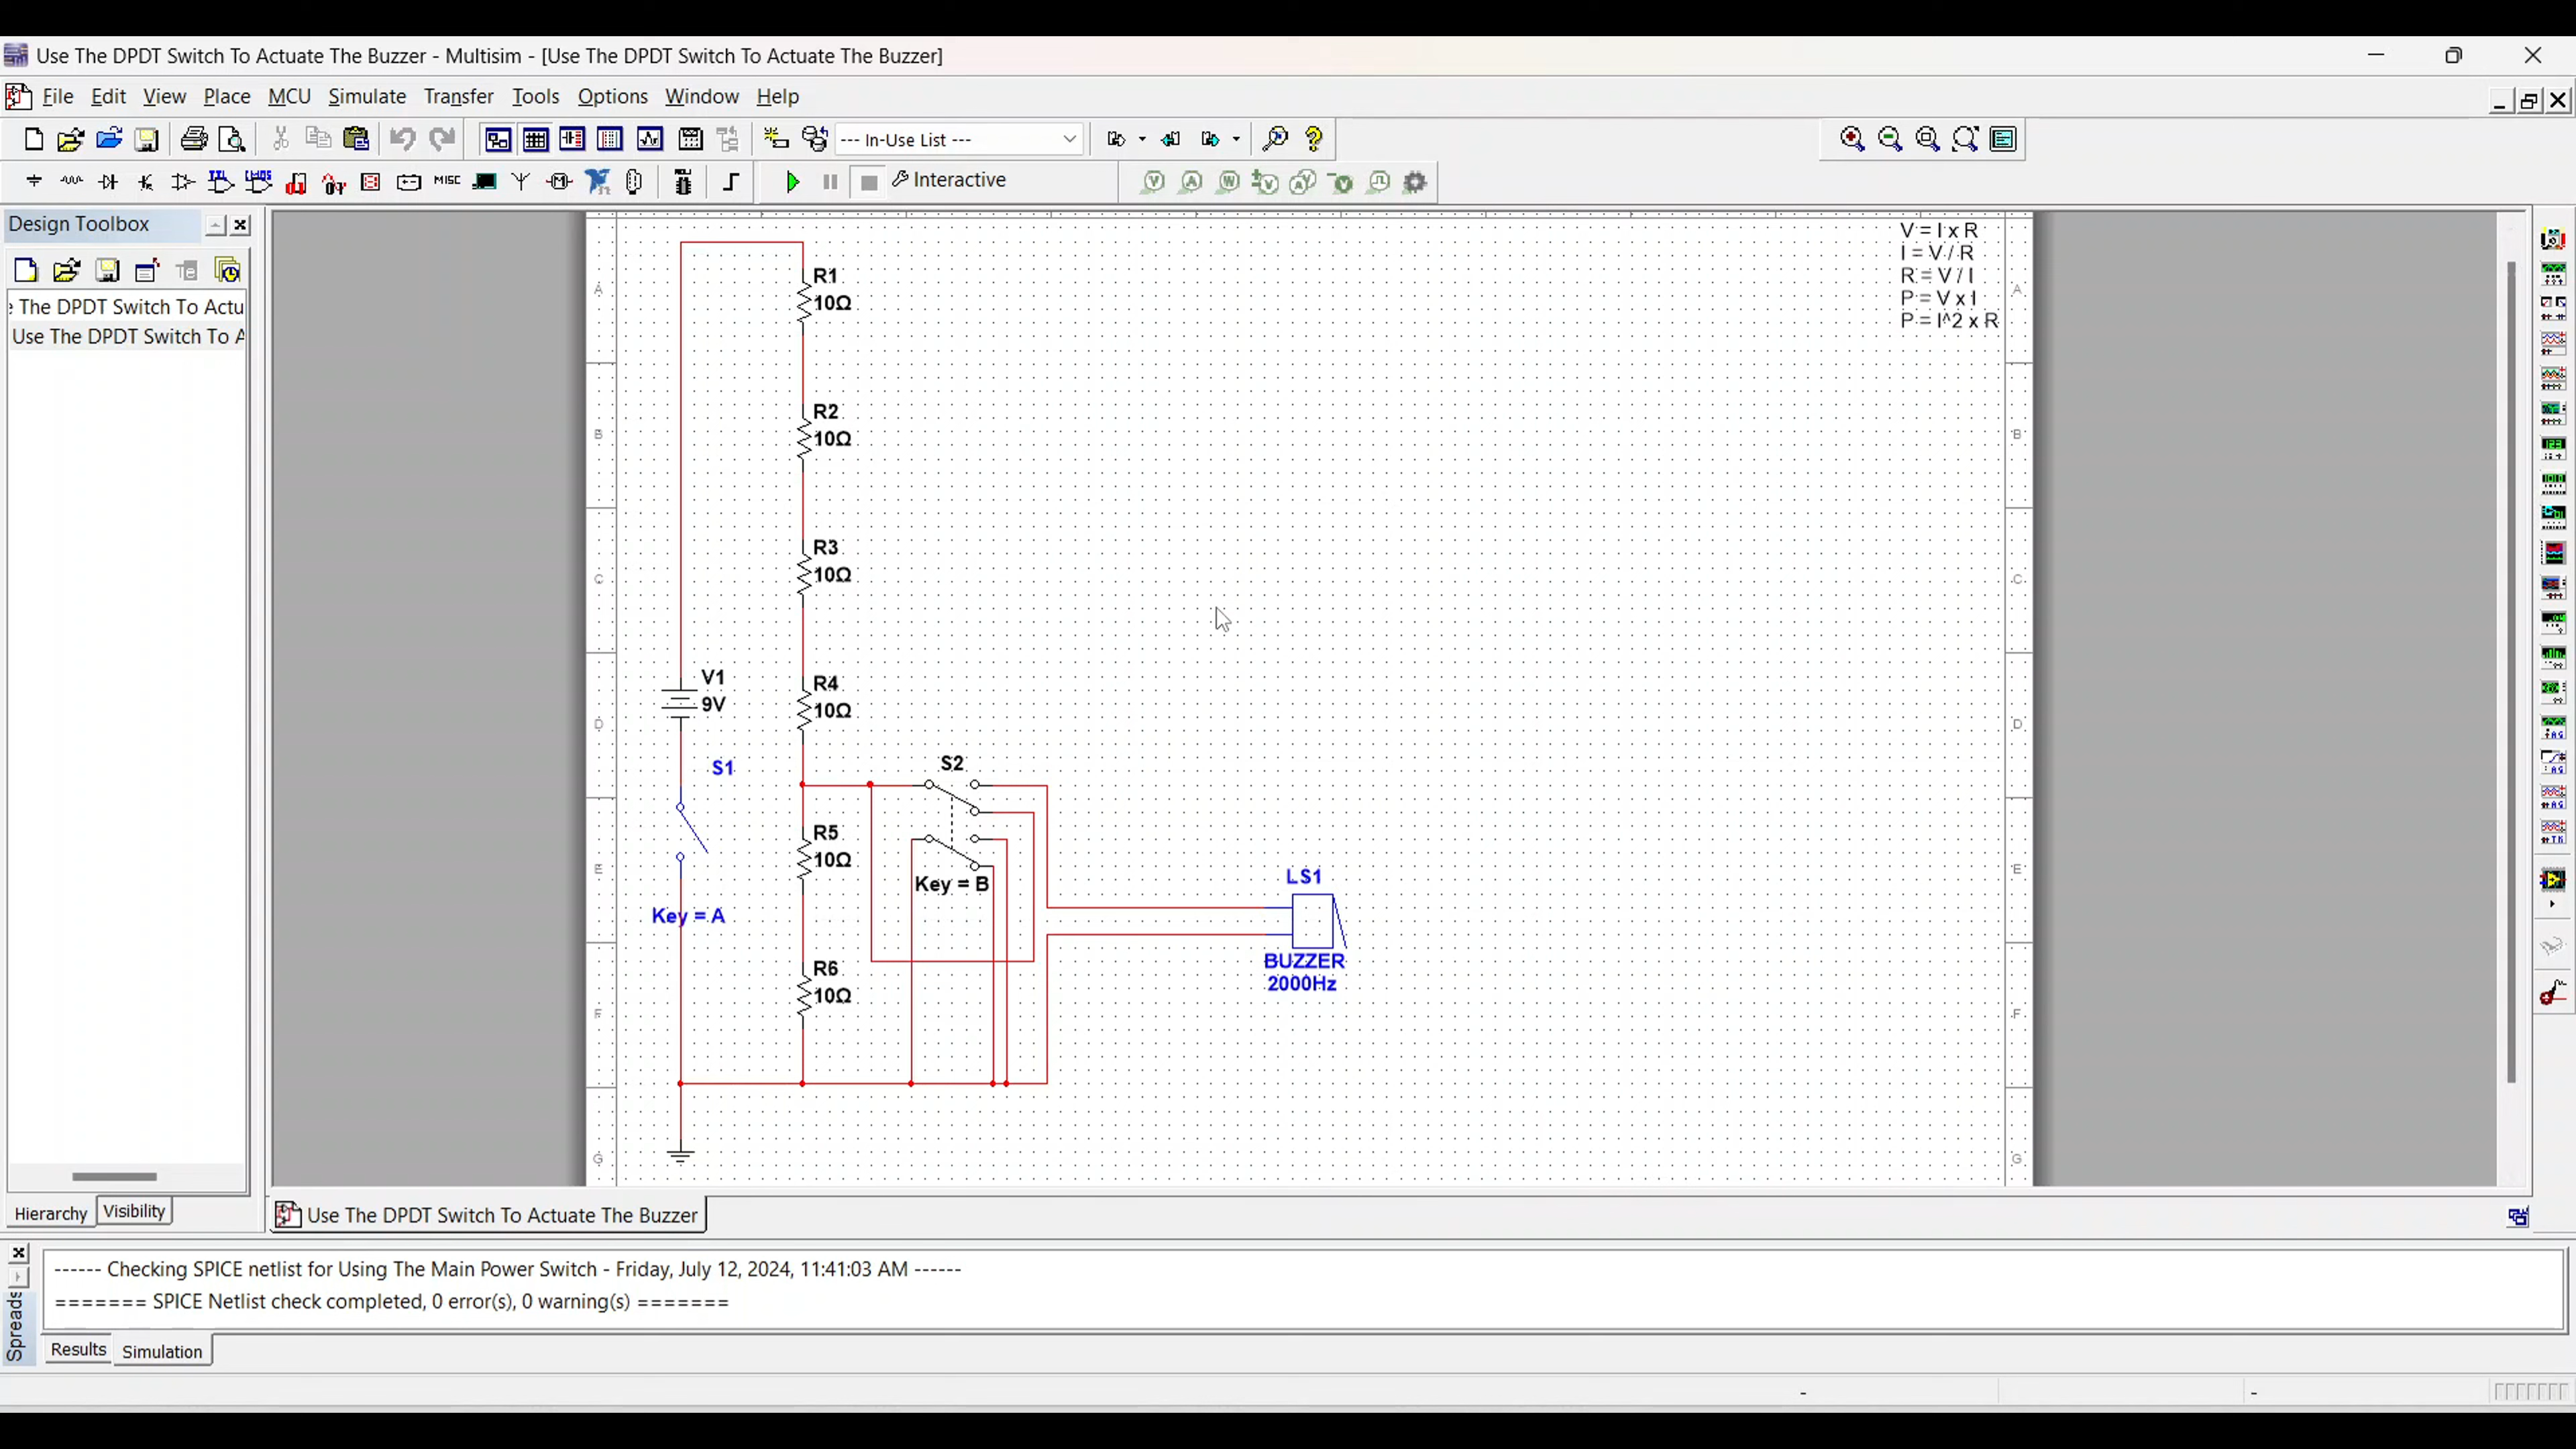 Use The DPDT Switch To Actuate The Buzzer - Multisim - [Use The DPDT Switch To Actuate The Buzzer]
File Edit View Place MCU Simulate Transfer Tools Options Window Help
--- In-Use List ---
MISC Interactive
Design Toolbox
e The DPDT Switch To Actu
Use The DPDT Switch To A
V = I x R
I = V / R
R = V / I
P = V x I
P = I^2 x R
A
R1
10Ω
A
B
R2
10Ω
B
C
R3
10Ω
C
V1
9V
R4
10Ω
D
D
S1
S2
R5
10Ω
E
E
Key = B
LS1
Key = A
BUZZER
2000Hz
R6
10Ω
F
F
G
G
Hierarchy Visibility
Use The DPDT Switch To Actuate The Buzzer
------ Checking SPICE netlist for Using The Main Power Switch - Friday, July 12, 2024, 11:41:03 AM ------
======= SPICE Netlist check completed, 0 error(s), 0 warning(s) =======
Spreads
Results Simulation
- -